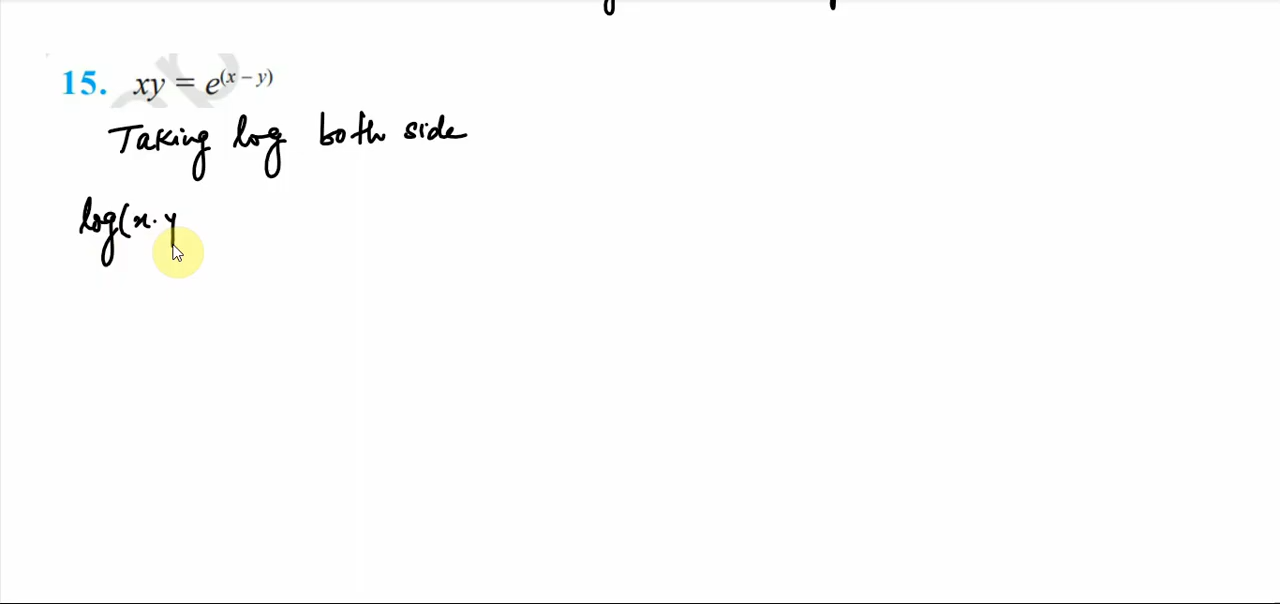 15. xy = e^(x – y)
Taking log both side
log(x·y